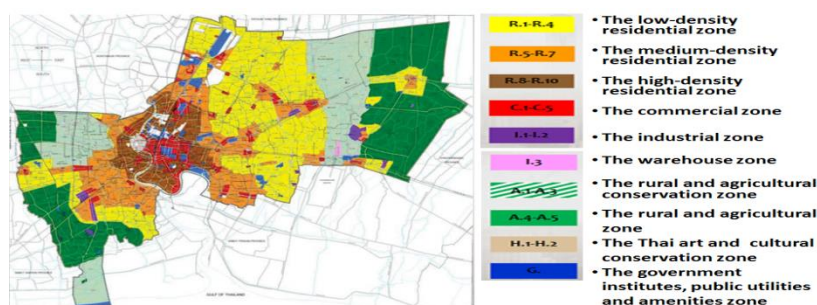 R.1-R.4
• The low-density
residential zone
R.5-R.7
• The medium-density
residential zone
R.8-R.10
• The high-density
residential zone
C.1-C.5
• The commercial zone
I.1-I.2
• The industrial zone
I.3
• The warehouse zone
A.1-A.3
• The rural and agricultural
conservation zone
A.4-A.5
• The rural and agricultural
zone
H.1-H.2
• The Thai art and cultural
conservation zone
G.
• The government
institutes, public utilities
and amenities zone
GULF OF THAILAND